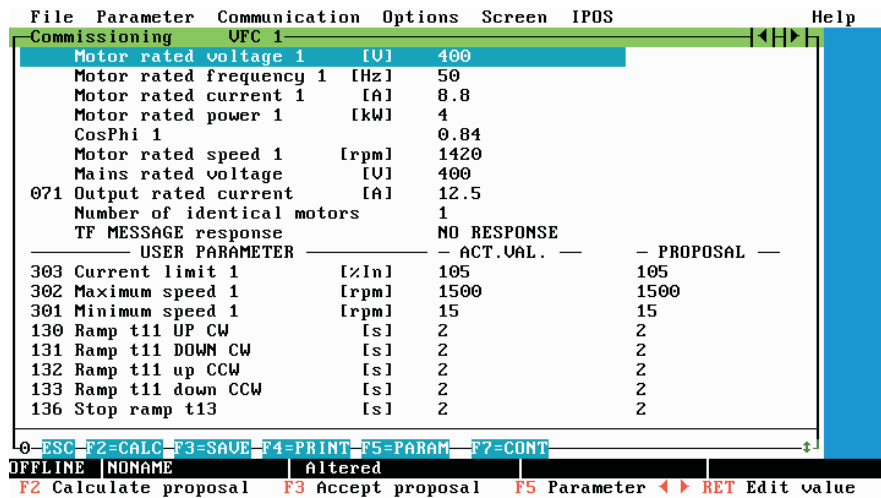 File Parameter Communication Options Screen IPOS Help
Commissioning VFC 1
Motor rated voltage 1 [V] 400
Motor rated frequency 1 [Hz] 50
Motor rated current 1 [A] 8.8
Motor rated power 1 [kW] 4
CosPhi 1 0.84
Motor rated speed 1 [rpm] 1420
Mains rated voltage [V] 400
071 Output rated current [A] 12.5
Number of identical motors 1
TF MESSAGE response NO RESPONSE
USER PARAMETER - ACT.VAL. - PROPOSAL
303 Current limit 1 [%In] 105 105
302 Maximum speed 1 [rpm] 1500 1500
301 Minimum speed 1 [rpm] 15 15
130 Ramp t11 UP CW [s] 2 2
131 Ramp t11 DOWN CW [s] 2 2
132 Ramp t11 up CCW [s] 2 2
133 Ramp t11 down CCW [s] 2 2
136 Stop ramp t13 [s] 2 2
0-ESC-F2=CALC-F3=SAVE-F4=PRINT-F5=PARAM-F7=CONT
OFFLINE NONAME Altered
F2 Calculate proposal F3 Accept proposal F5 Parameter RET Edit value